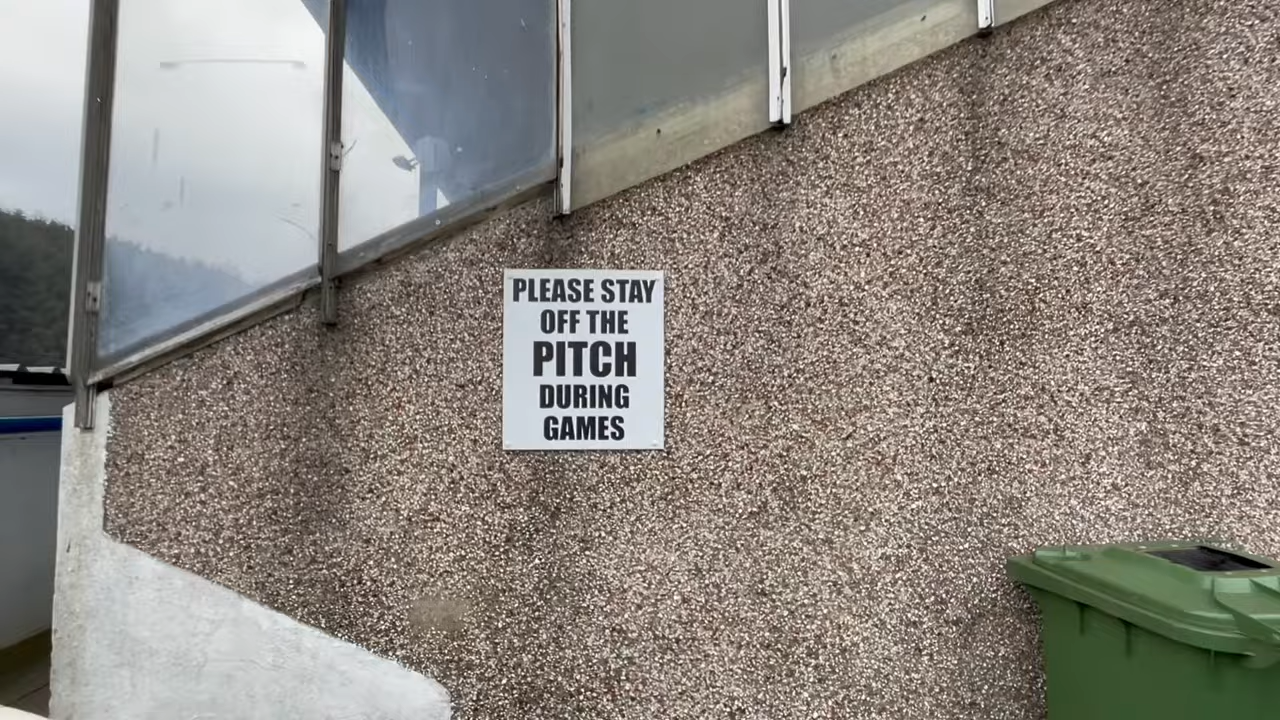 PLEASE STAY
OFF THE
PITCH
DURING
GAMES